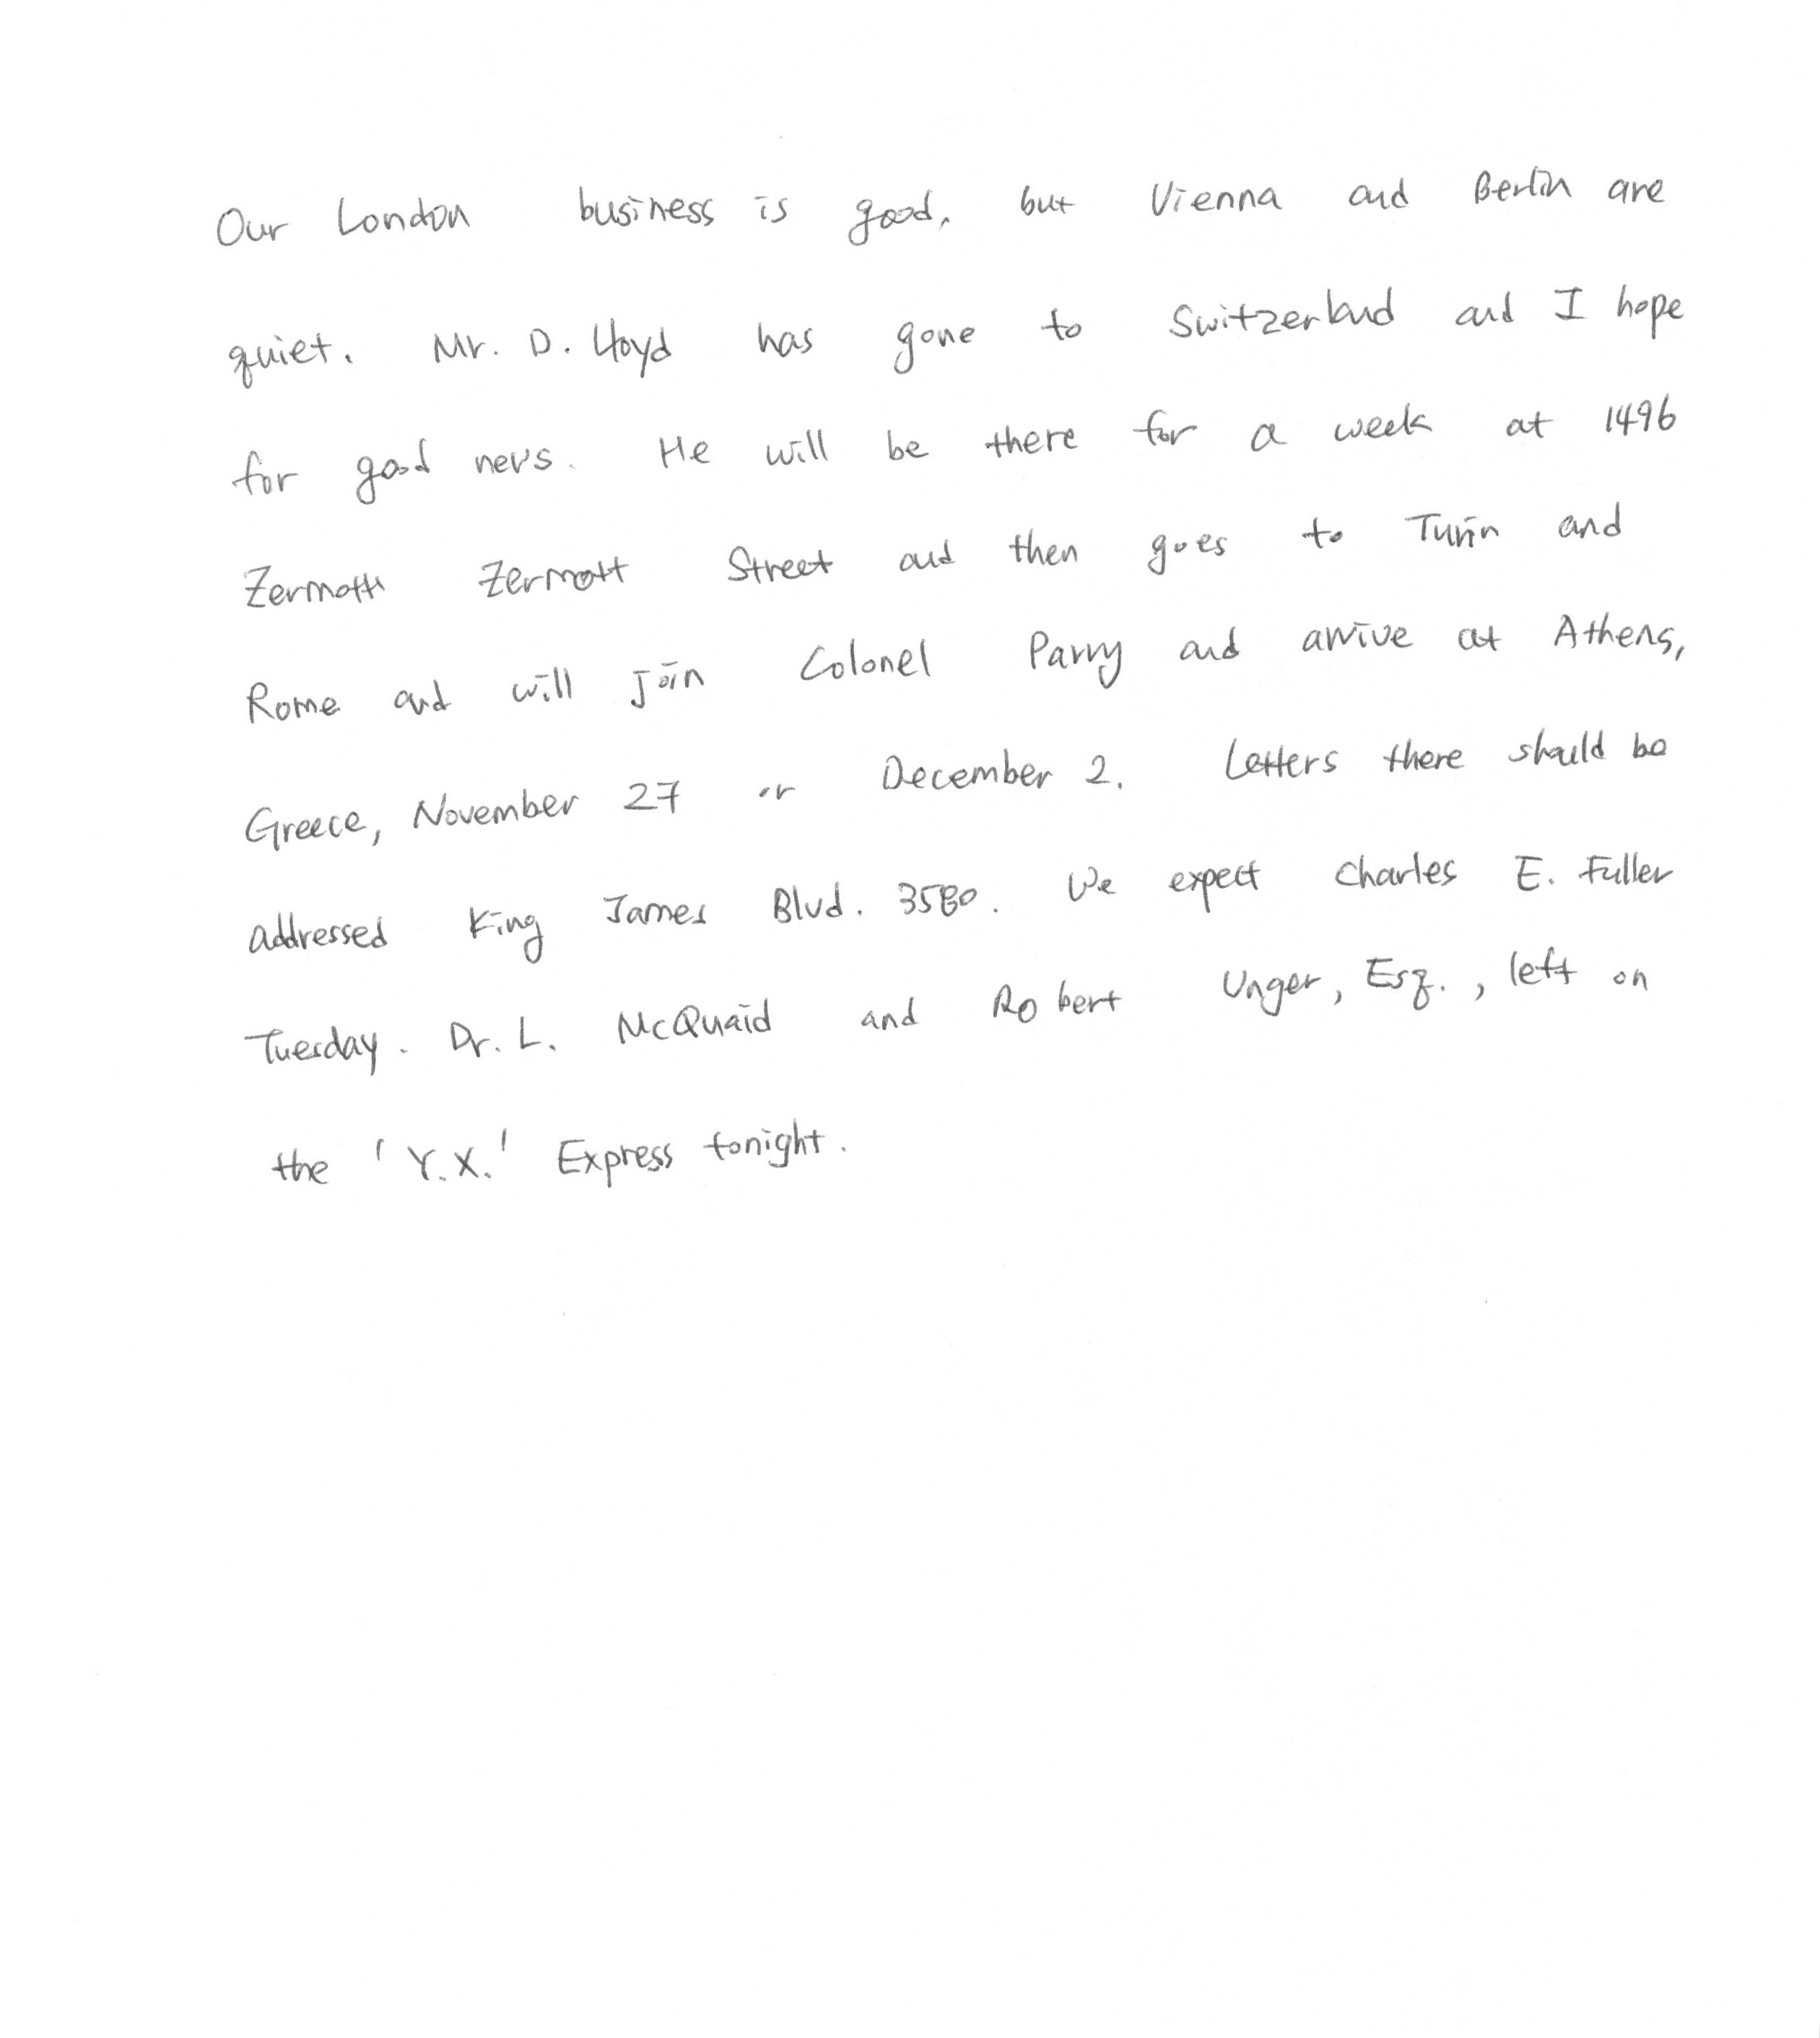 Our London business is good, but Vienna and Berlin are
quiet. Mr. D. Lloyd has gone to Switzerland and I hope
for good news. He will be there for a week at 1496
Zermott Zermott Street and then goes to Turin and
Rome and will join Colonel Parry and arrive at Athens,
Greece, November 27 or December 2. Letters there should be
addressed King James Blvd. 3580. We expect Charles E. Fuller
Tuesday. Dr. L. McQuaid and Robert Unger, Esq., left on
the 'Y.X.' Express tonight.